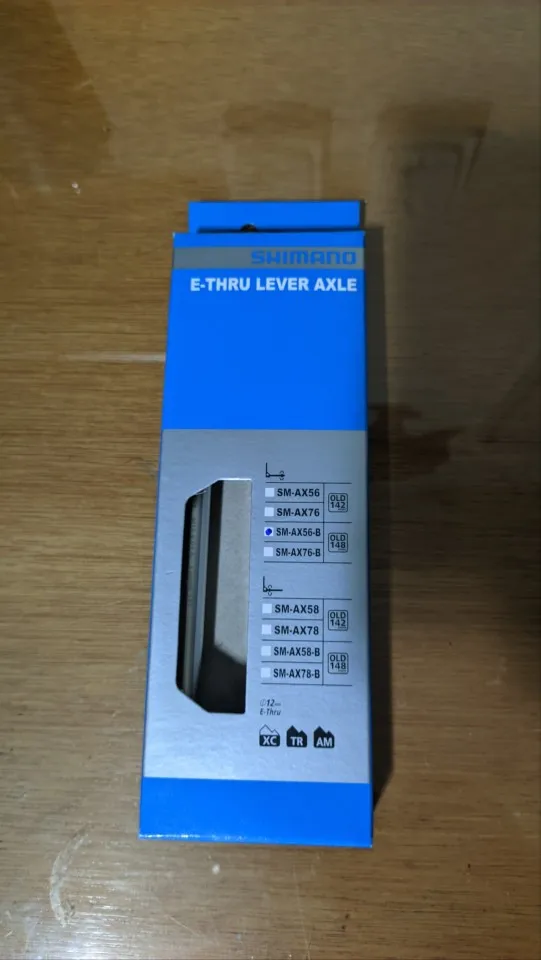 SHIMANO
E-THRU LEVER AXLE
SM-AX56
SM-AX76
OLD
142
SM-AX56-B
SM-AX76-B
OLD
148
SM-AX58
SM-AX78
OLD
142
SM-AX58-B
SM-AX78-B
OLD
148
12mm
E-Thru
XC TR AM